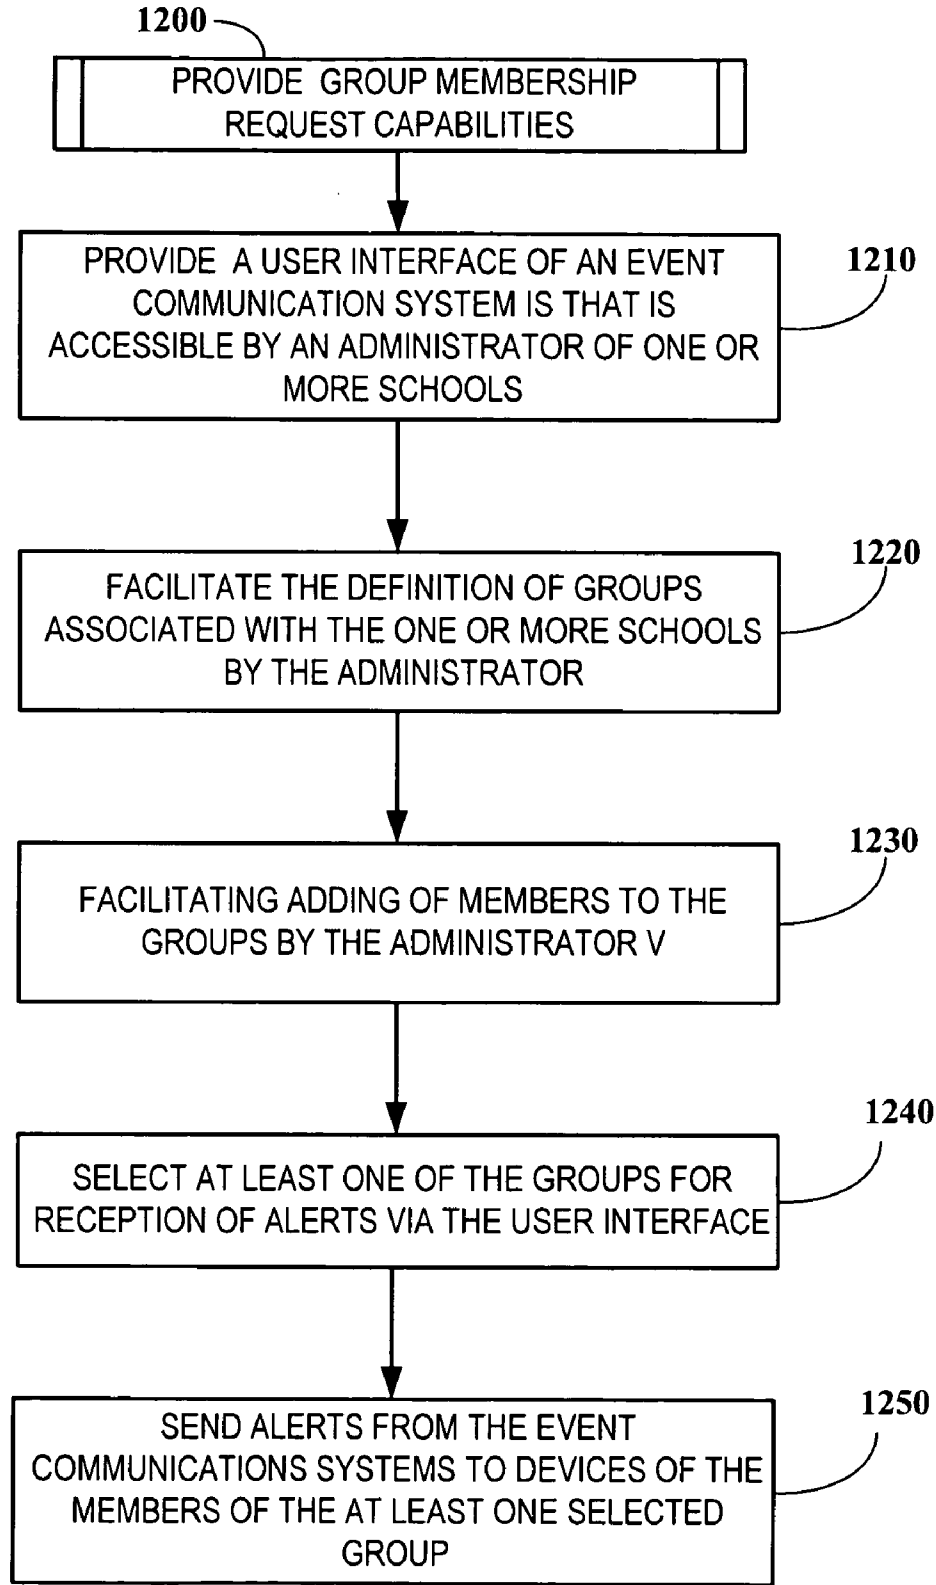 1200
PROVIDE GROUP MEMBERSHIP
REQUEST CAPABILITIES
PROVIDE A USER INTERFACE OF AN EVENT
COMMUNICATION SYSTEM IS THAT IS
ACCESSIBLE BY AN ADMINISTRATOR OF ONE OR
MORE SCHOOLS
1210
FACILITATE THE DEFINITION OF GROUPS
ASSOCIATED WITH THE ONE OR MORE SCHOOLS
BY THE ADMINISTRATOR
1220
FACILITATING ADDING OF MEMBERS TO THE
GROUPS BY THE ADMINISTRATOR V
1230
SELECT AT LEAST ONE OF THE GROUPS FOR
RECEPTION OF ALERTS VIA THE USER INTERFACE
1240
SEND ALERTS FROM THE EVENT
COMMUNICATIONS SYSTEMS TO DEVICES OF THE
MEMBERS OF THE AT LEAST ONE SELECTED
GROUP
1250